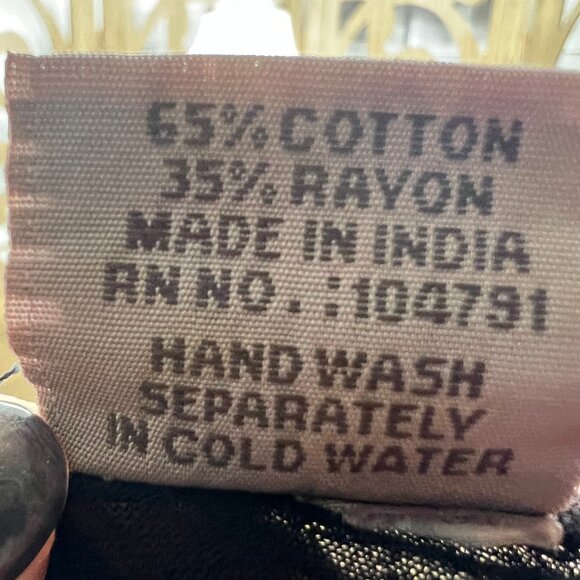 65% COTTON
35% RAYON
MADE IN INDIA
RN NO. :104791
HAND WASH
SEPARATELY
IN COLD WATER